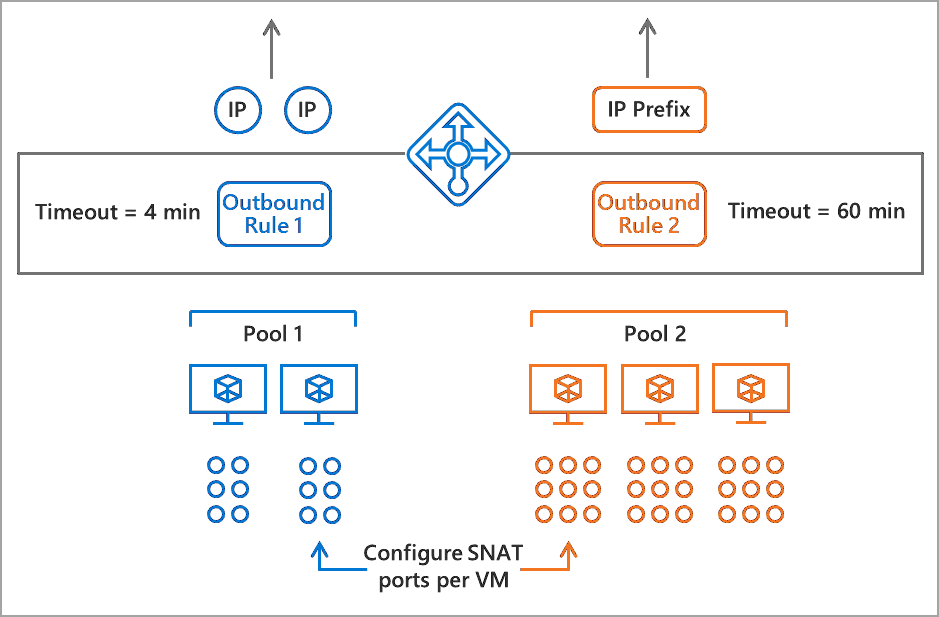 IP
IP
IP Prefix
Timeout = 4 min
Outbound
Rule 1
Outbound
Rule 2
Timeout = 60 min
Pool 1
Pool 2
Configure SNAT
ports per VM